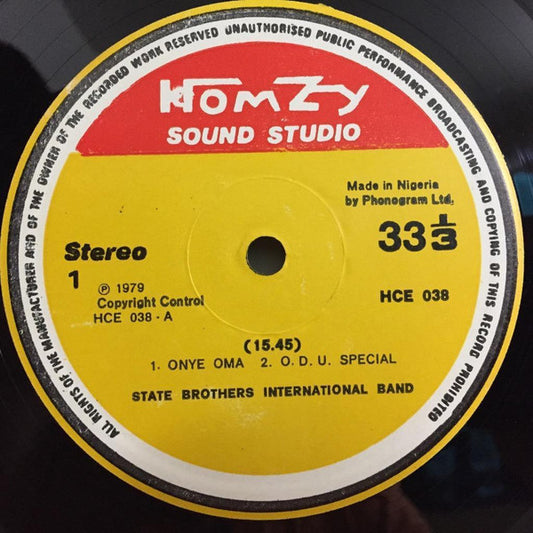 ALL RIGHTS OF THE MANUFACTURER AND OF THE OWNER OF THE RECORDED WORK RESERVED UNAUTHORISED PUBLIC PERFORMANCE BROADCASTING AND COPYING OF THIS RECORD PROHIBITED
HomZy
SOUND STUDIO
Made in Nigeria
by Phonogram Ltd.
Stereo
33 1/3
1
℗ 1979
Copyright Control
HCE 038 · A
HCE 038
(15.45)
1. ONYE OMA 2. O.D.U. SPECIAL
STATE BROTHERS INTERNATIONAL BAND